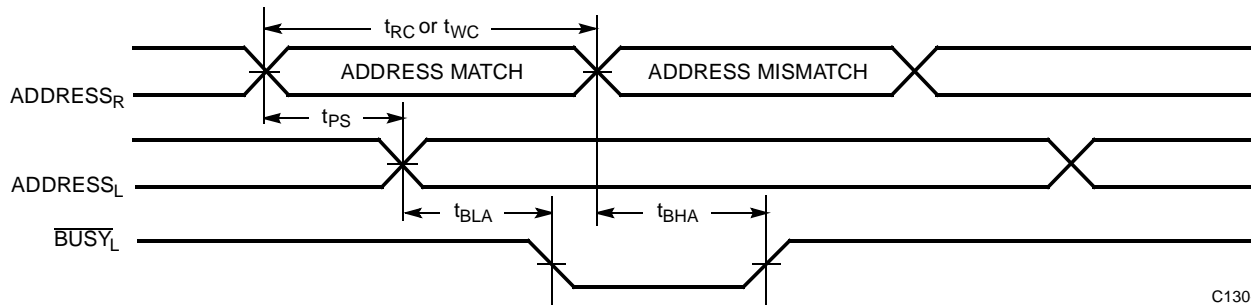 tRC or tWC
ADDRESS MATCH
ADDRESS MISMATCH
ADDRESSR
tPS
ADDRESSL
tBLA
tBHA
BUSYL
C130